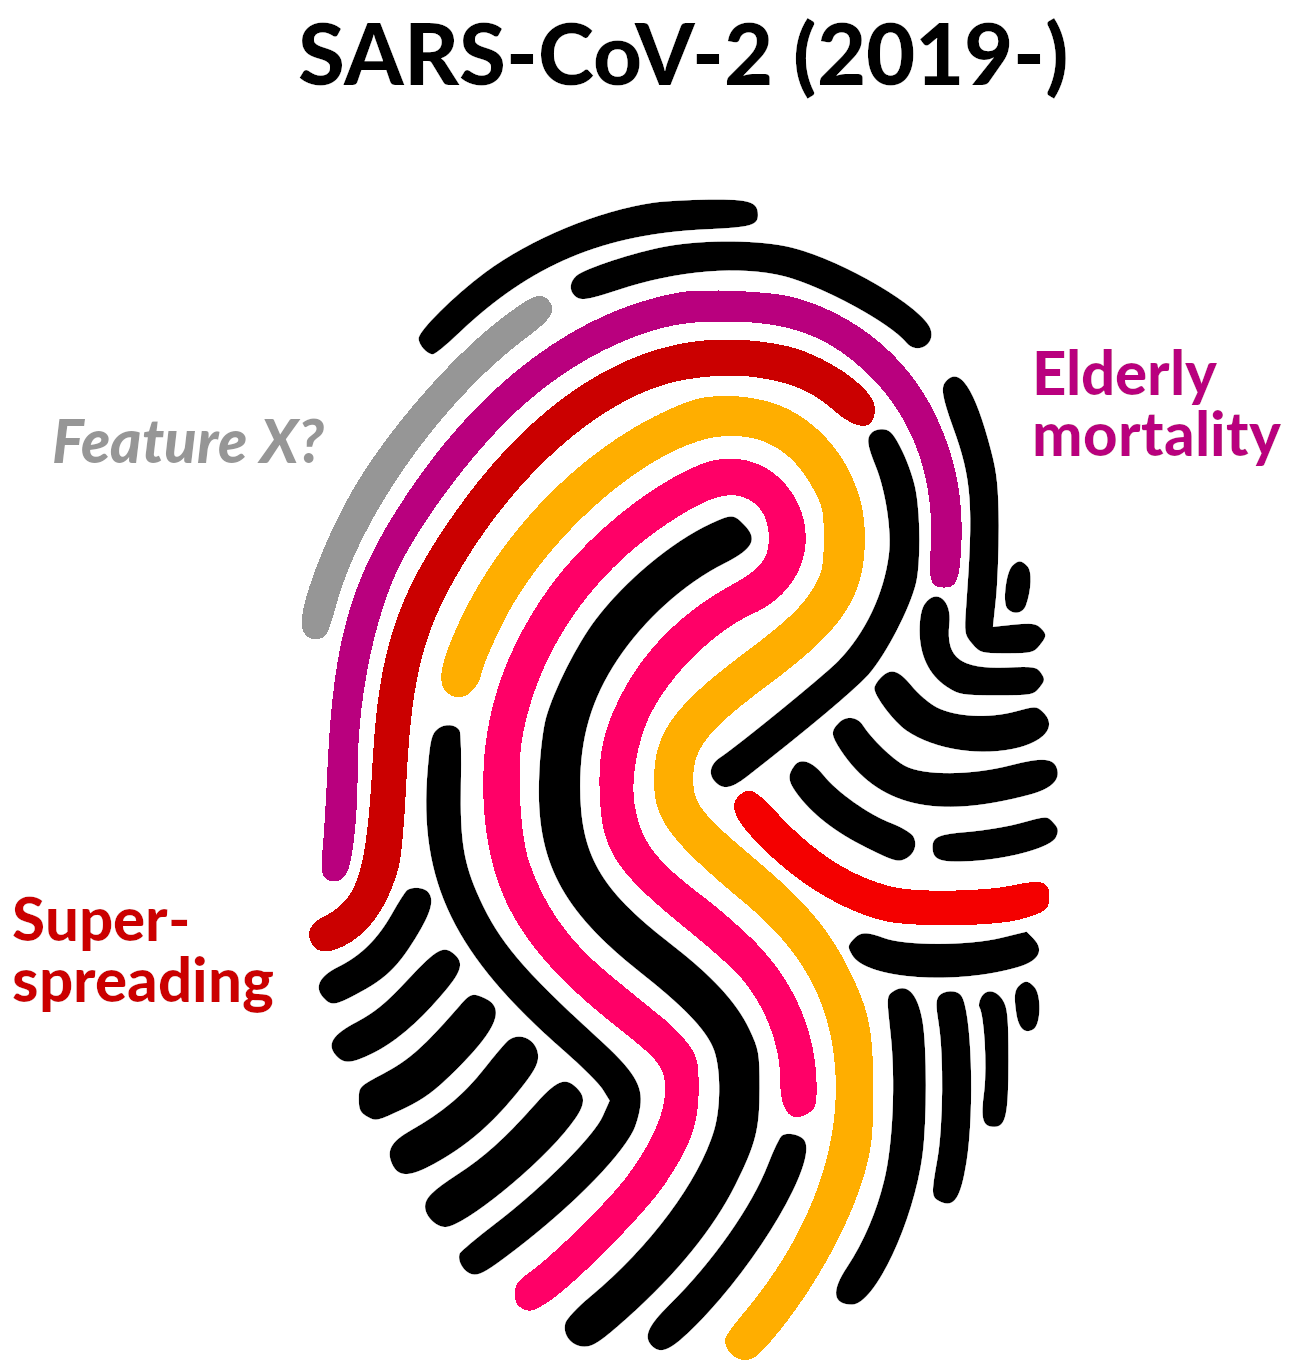 SARS-CoV-2 (2019-)
Feature X?
Elderly
mortality
Super-
spreading